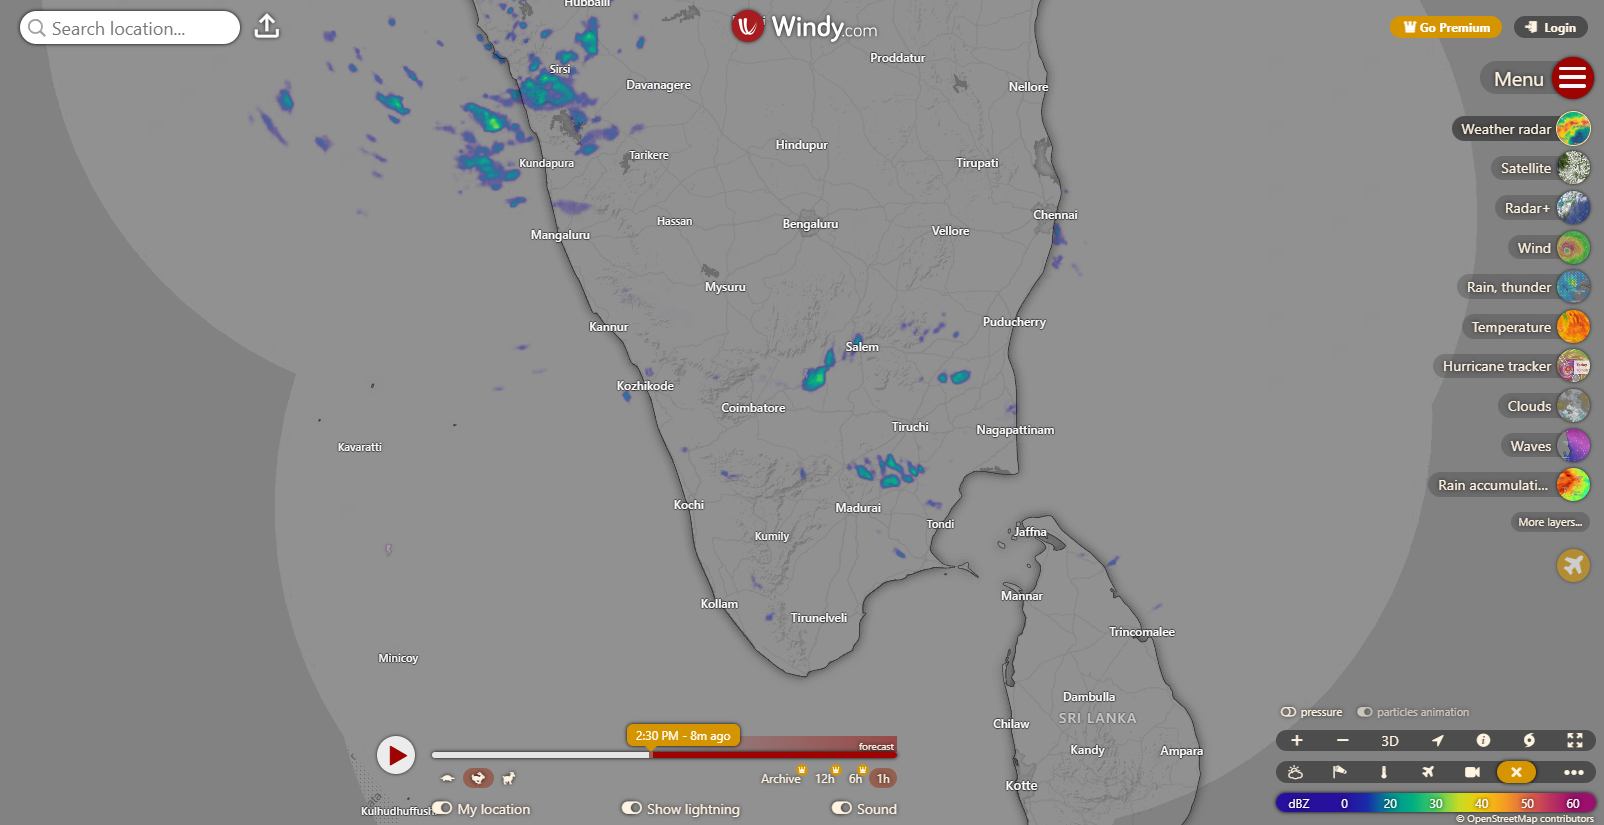 Hubballi
Search location...
Windy.com
Go Premium
Login
Proddatur
Sirsi
Davanagere
Nellore
Menu
Weather radar
Hindupur
Kundapura
Tarikere
Tirupati
Satellite
Radar+
Hassan
Bengaluru
Chennai
Mangaluru
Vellore
Wind
Mysuru
Rain, thunder
Kannur
Puducherry
Temperature
Salem
Hurricane tracker
Kozhikode
Coimbatore
Clouds
Tiruchi
Nagapattinam
Kavaratti
Waves
Rain accumulati...
Kochi
Madurai
Tondi
More layers...
Kumily
Jaffna
Kollam
Mannar
Tirunelveli
Trincomalee
Minicoy
Dambulla
pressure
particles animation
Chilaw
SRI LANKA
2:30 PM - 8m ago
forecast
Kandy
Ampara
3D
Archive
12h
6h
1h
Kotte
Kulhudhuffushi
My location
Show lightning
Sound
dBZ 0 20 30 40 50 60
© OpenStreetMap contributors